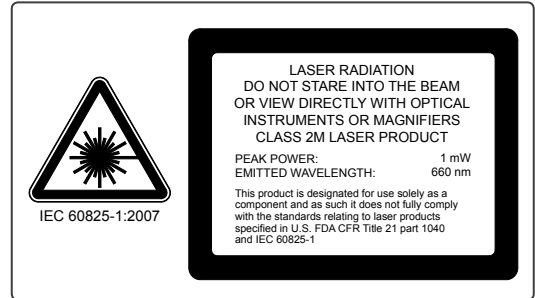 IEC 60825-1:2007
LASER RADIATION
DO NOT STARE INTO THE BEAM
OR VIEW DIRECTLY WITH OPTICAL
INSTRUMENTS OR MAGNIFIERS
CLASS 2M LASER PRODUCT
PEAK POWER: 1 mW
EMITTED WAVELENGTH: 660 nm
This product is designated for use solely as a
component and as such it does not fully comply
with the standards relating to laser products
specified in U.S. FDA CFR Title 21 part 1040
and IEC 60825-1